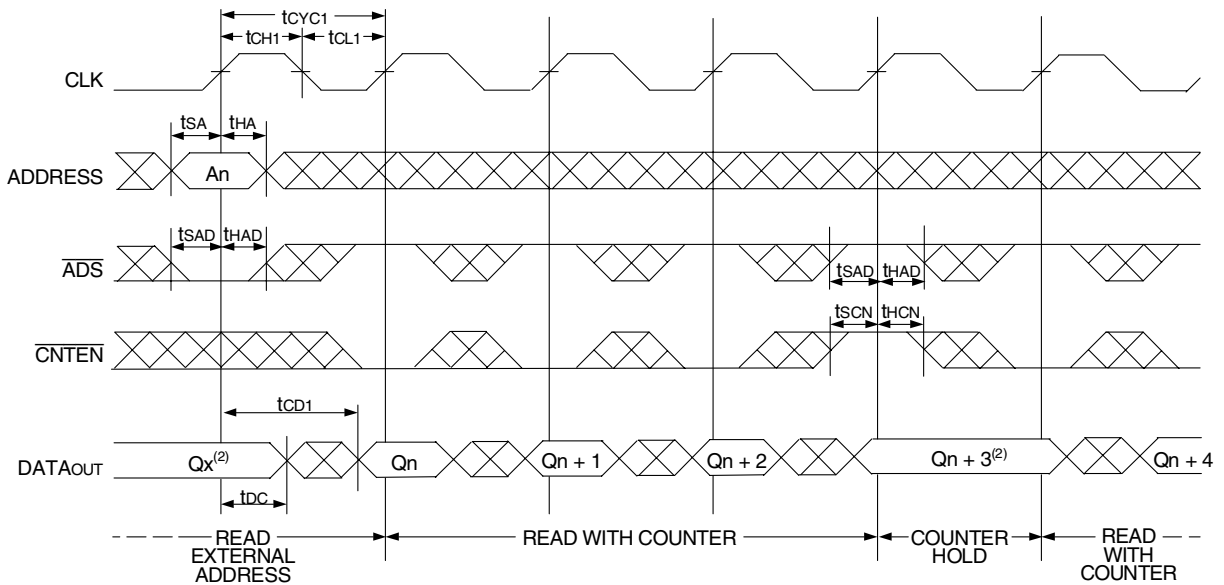 tCYC1
tCH1 tCL1
CLK
tSA tHA
ADDRESS An
tSAD tHAD
ADS
tSAD tHAD
tSCN tHCN
CNTEN
tCD1
DATAOUT Qx(2) Qn Qn + 1 Qn + 2 Qn + 3(2) Qn + 4
tDC
READ EXTERNAL ADDRESS
READ WITH COUNTER
COUNTER HOLD
READ WITH COUNTER